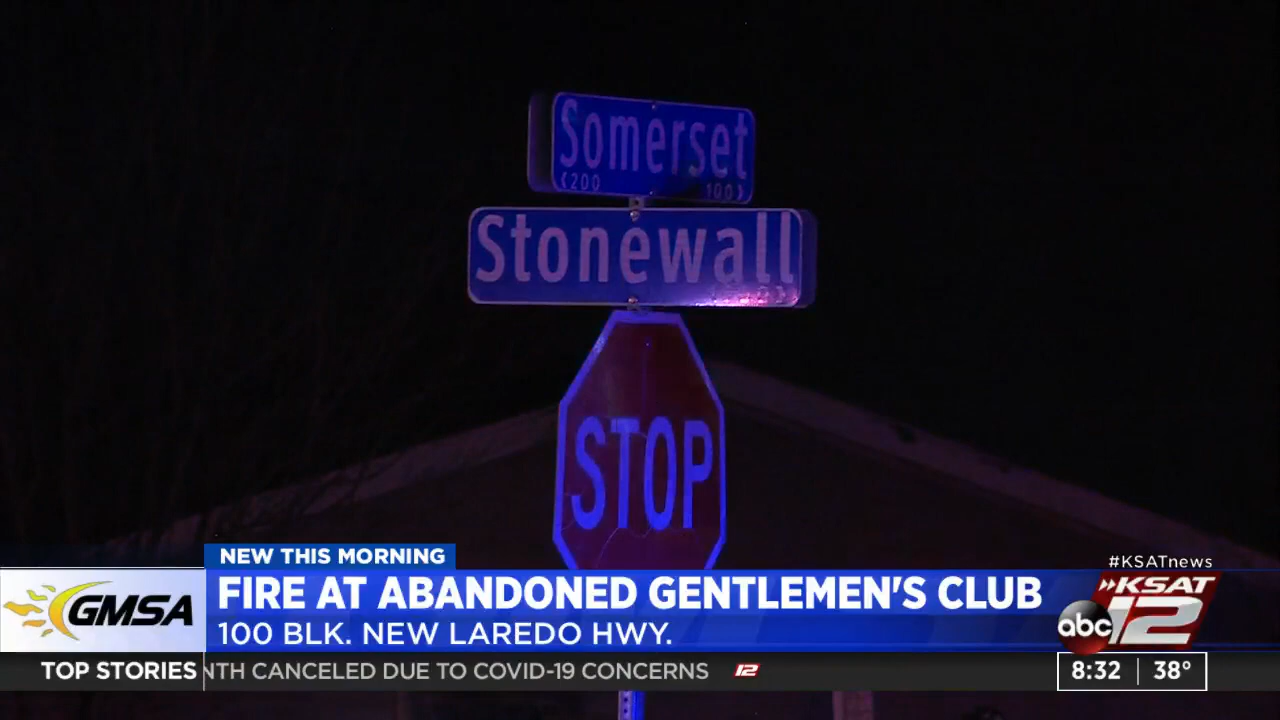 Somerset
<200 100>
Stonewall
STOP
#KSATnews
NEW THIS MORNING
GMSA
FIRE AT ABANDONED GENTLEMEN'S CLUB
100 BLK. NEW LAREDO HWY.
KSAT
abc 12
TOP STORIES
CANCELED DUE TO COVID-19 CONCERNS 12
8:32 38°